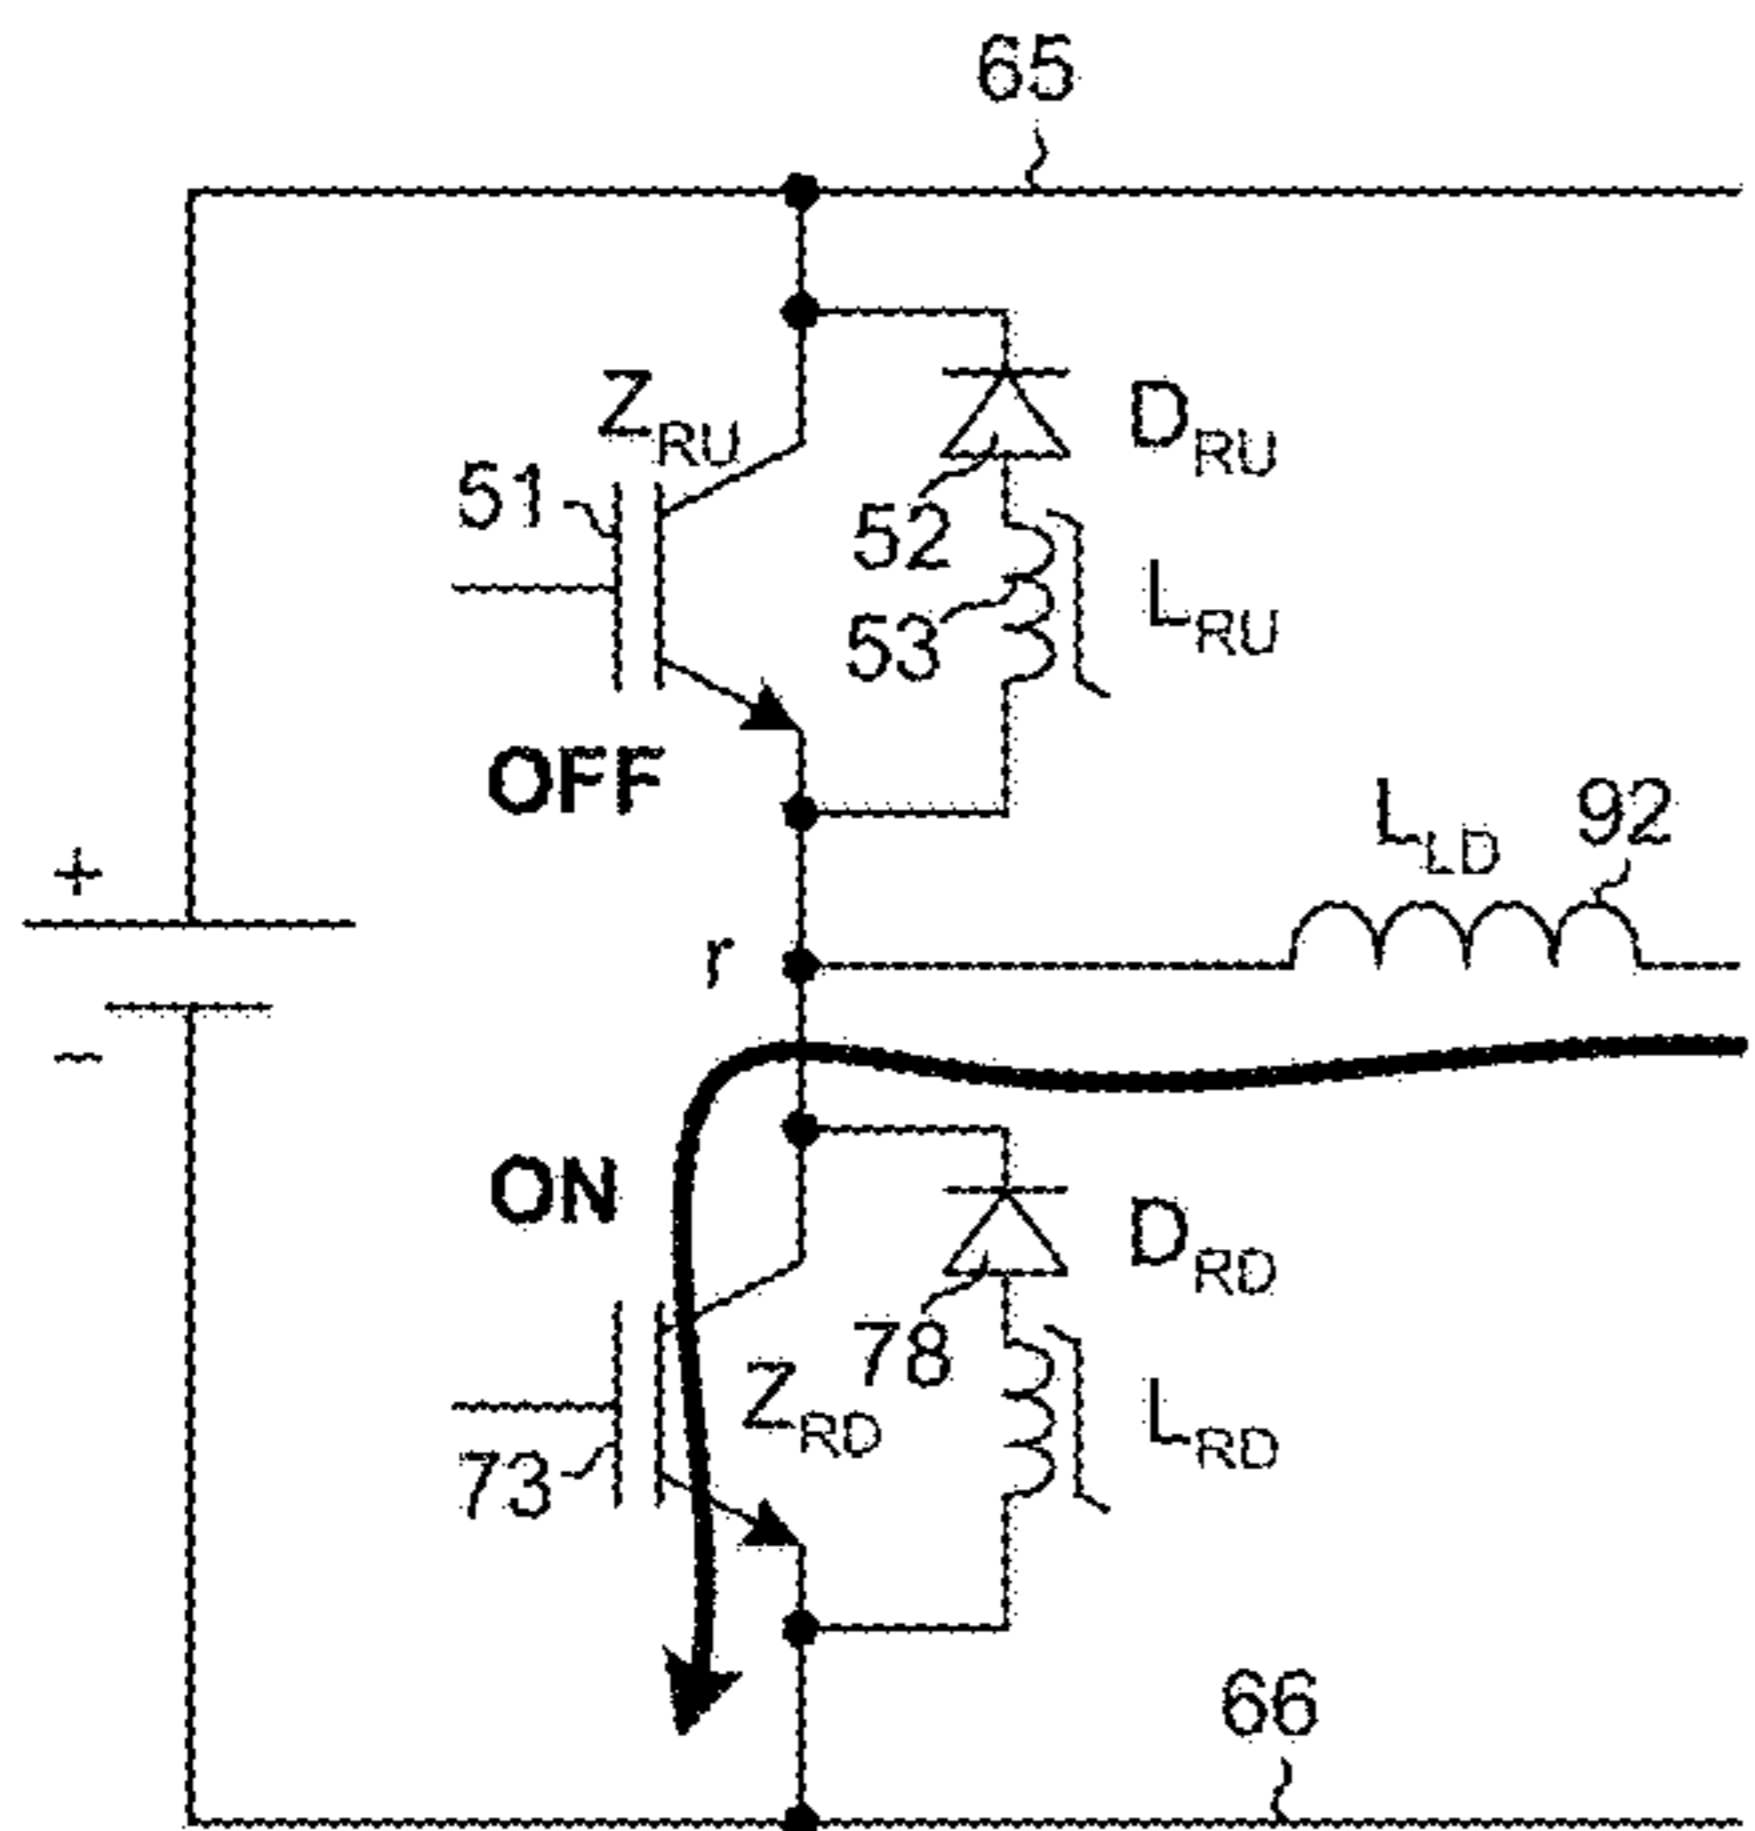 65
Z_RU
D_RU
51
52
L_RU
53
OFF
L_LD 92
+
r
−
ON
D_RD
78
Z_RD
L_RD
73
66